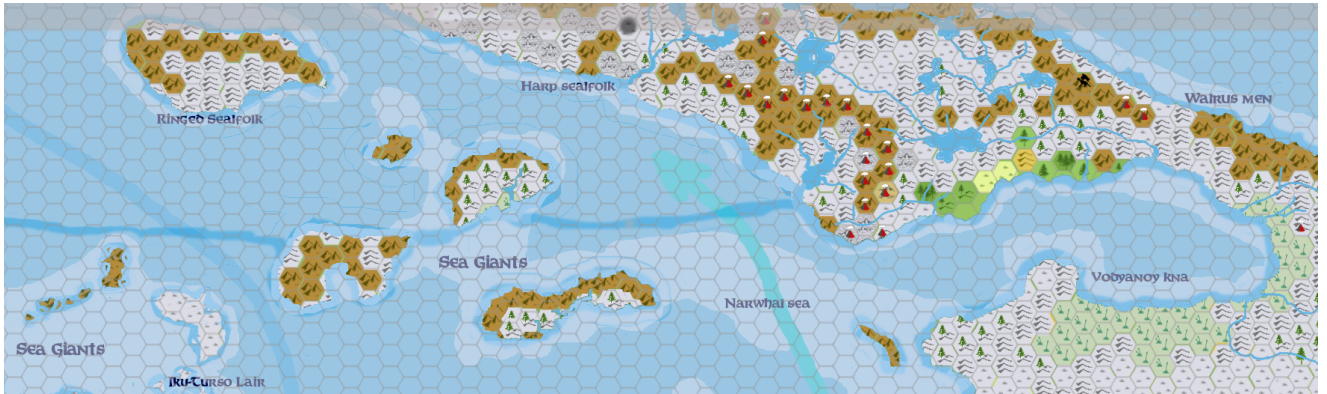 Harp sealfolk
Walrus men
Ringed Sealfolk
Sea Giants
Vodyanoy kna
Narwhal sea
Sea Giants
Iku-Turso Lair